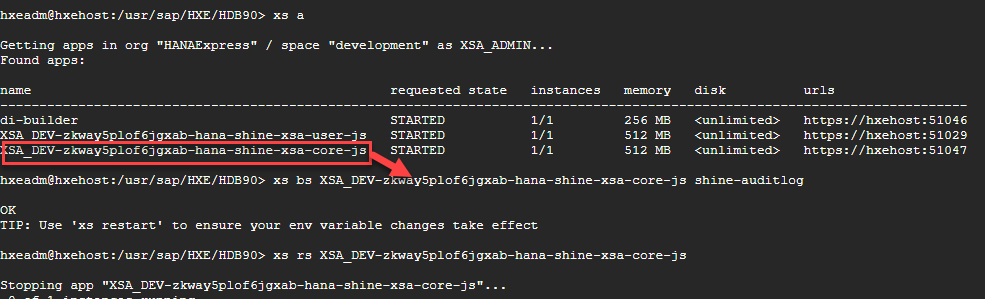 hxeadm@hxehost:/usr/sap/HXE/HDB90> xs a
Getting apps in org "HANAExpress" / space "development" as XSA_ADMIN...
Found apps:
name requested state instances memory disk urls
--------------------------------------------------------------------------------------------------------------------------
di-builder STARTED 1/1 256 MB <unlimited> https://hxehost:51046
XSA_DEV-zkway5plof6jgxab-hana-shine-xsa-user-js STARTED 1/1 512 MB <unlimited> https://hxehost:51029
XSA_DEV-zkway5plof6jgxab-hana-shine-xsa-core-js STARTED 1/1 512 MB <unlimited> https://hxehost:51047
hxeadm@hxehost:/usr/sap/HXE/HDB90> xs bs XSA_DEV-zkway5plof6jgxab-hana-shine-xsa-core-js shine-auditlog
OK
TIP: Use 'xs restart' to ensure your env variable changes take effect
hxeadm@hxehost:/usr/sap/HXE/HDB90> xs rs XSA_DEV-zkway5plof6jgxab-hana-shine-xsa-core-js
Stopping app "XSA_DEV-zkway5plof6jgxab-hana-shine-xsa-core-js"...
0 of 1 instances running